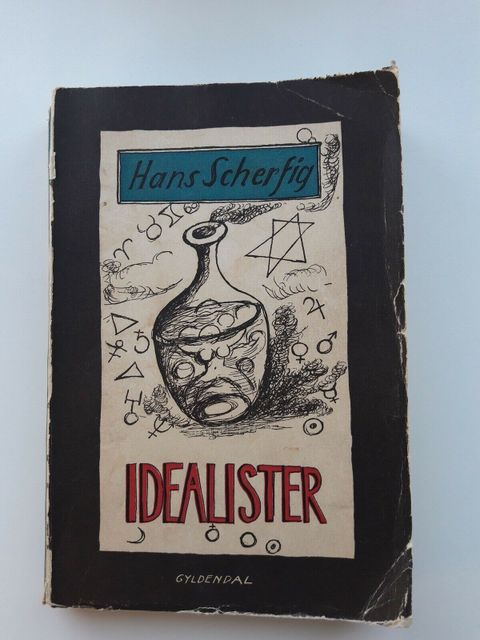 Hans Scherfig
IDEALISTER
GYLDENDAL